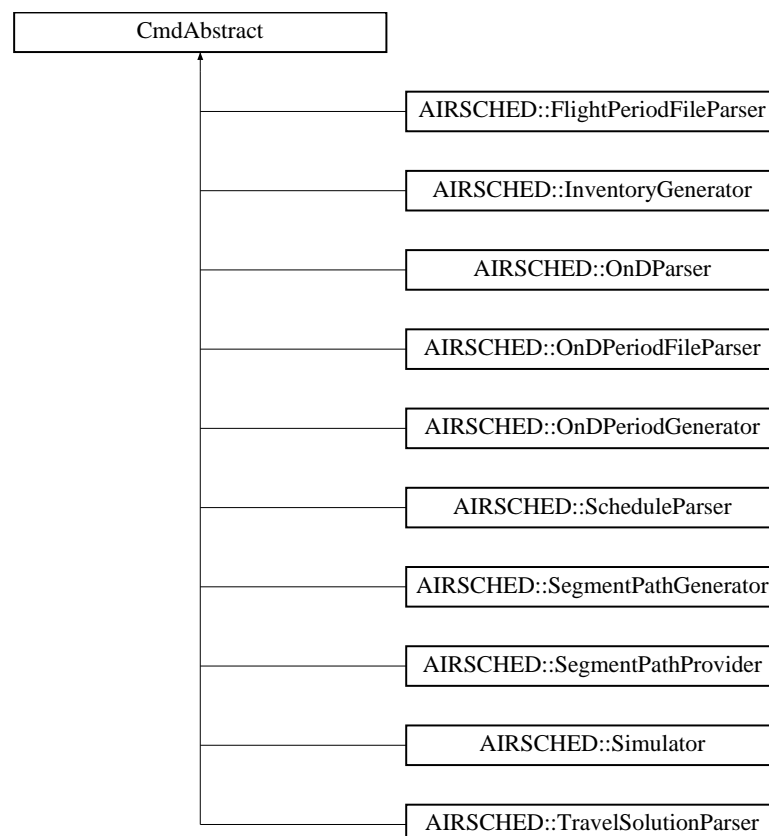 CmdAbstract
AIRSCHED::FlightPeriodFileParser
AIRSCHED::InventoryGenerator
AIRSCHED::OnDParser
AIRSCHED::OnDPeriodFileParser
AIRSCHED::OnDPeriodGenerator
AIRSCHED::ScheduleParser
AIRSCHED::SegmentPathGenerator
AIRSCHED::SegmentPathProvider
AIRSCHED::Simulator
AIRSCHED::TravelSolutionParser